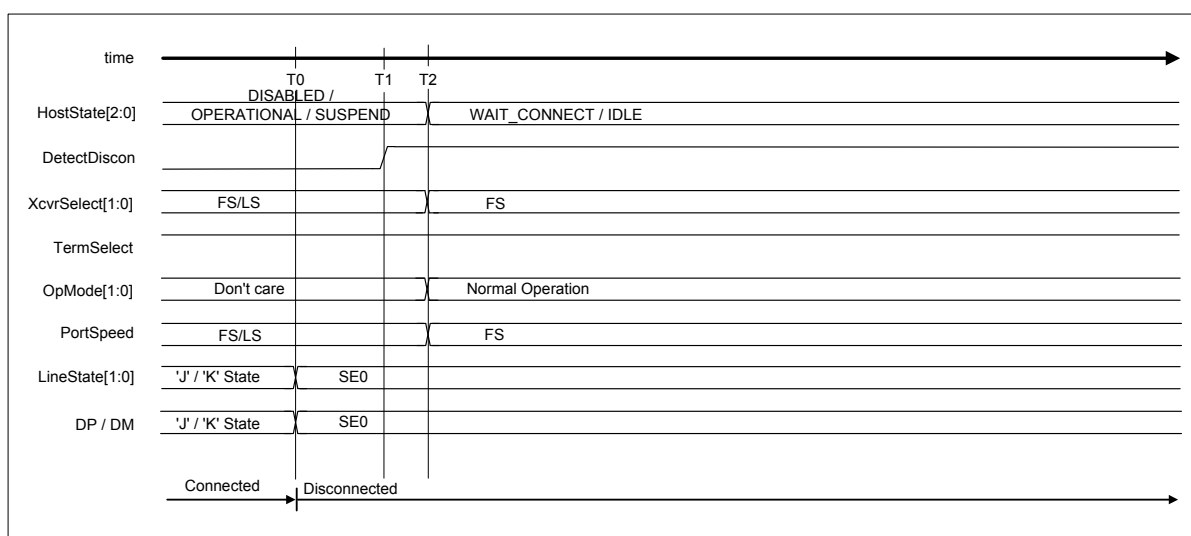 time
T0 T1 T2
HostState[2:0]
DISABLED /
OPERATIONAL / SUSPEND WAIT_CONNECT / IDLE
DetectDiscon
XcvrSelect[1:0] FS/LS FS
TermSelect
OpMode[1:0] Don't care Normal Operation
PortSpeed FS/LS FS
LineState[1:0] 'J' / 'K' State SE0
DP / DM 'J' / 'K' State SE0
Connected Disconnected